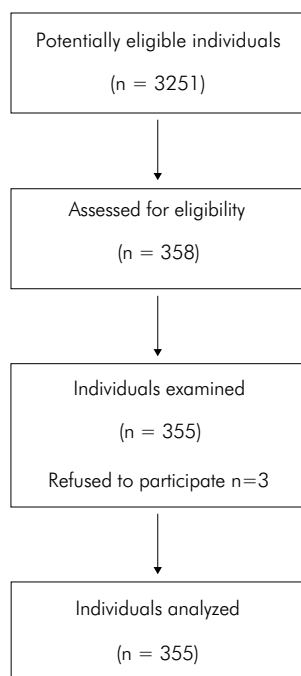 Potentially eligible individuals
(n = 3251)
Assessed for eligibility
(n = 358)
Individuals examined
(n = 355)
Refused to participate n=3
Individuals analyzed
(n = 355)